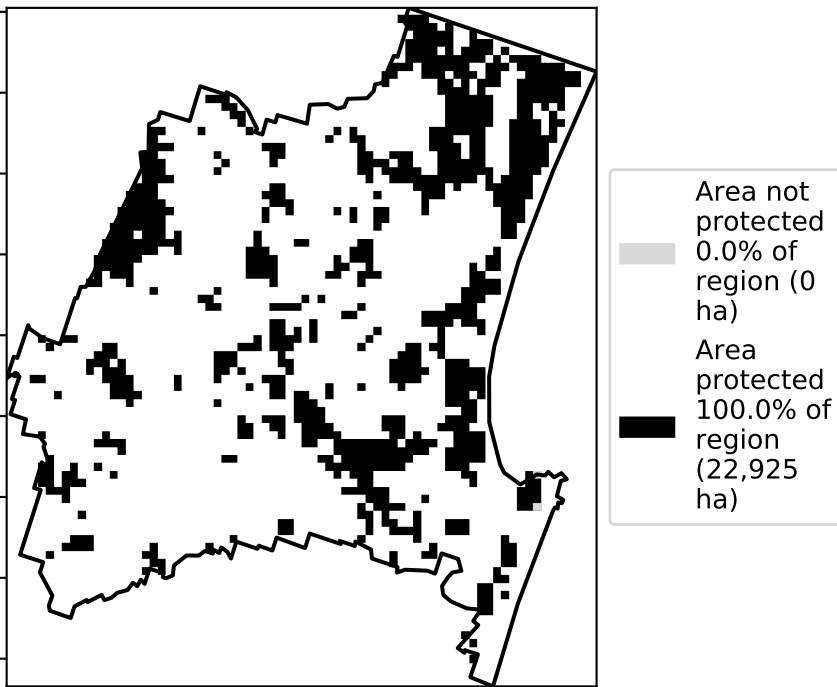 Area not
protected
0.0% of
region (0
ha)
Area
protected
100.0% of
region
(22,925
ha)